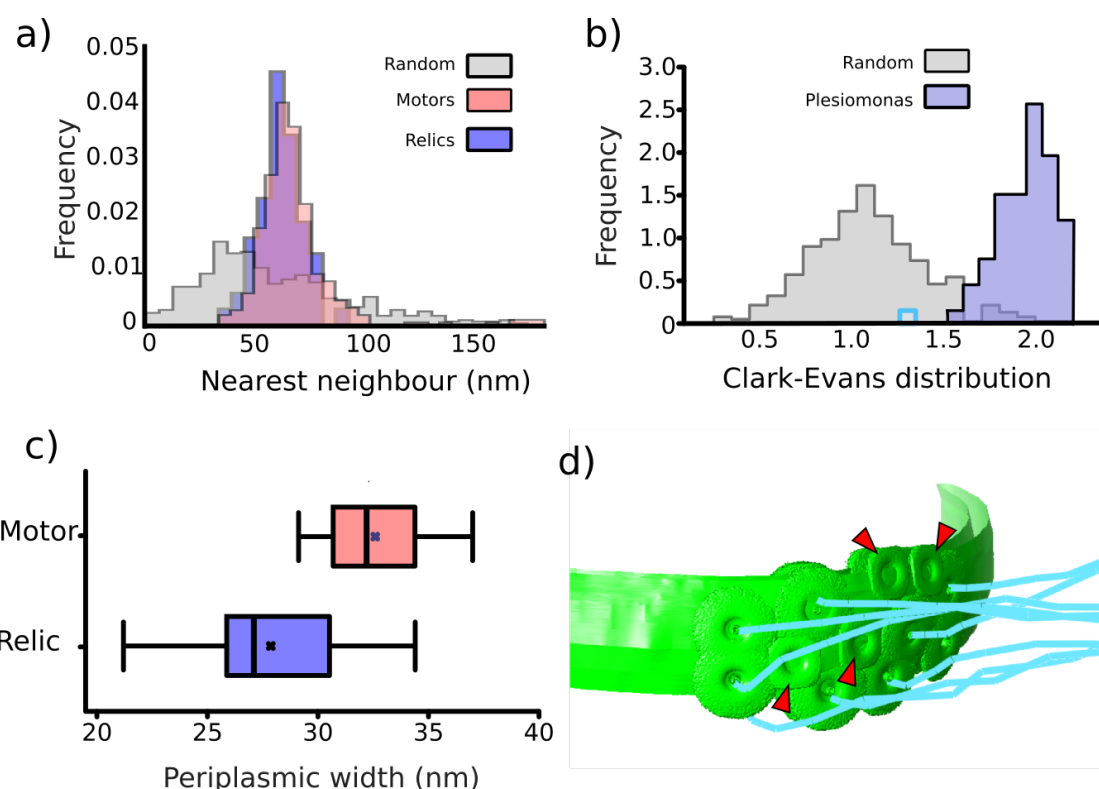 a)
0.05
0.04
0.03
0.02
0.01
0
Frequency
Random
Motors
Relics
0 50 100 150
Nearest neighbour (nm)
b)
3.0
2.5
2.0
1.5
1.0
0.5
0
Frequency
Random
Plesiomonas
0.5 1.0 1.5 2.0
Clark-Evans distribution
c)
Motor
Relic
20 25 30 35 40
Periplasmic width (nm)
d)